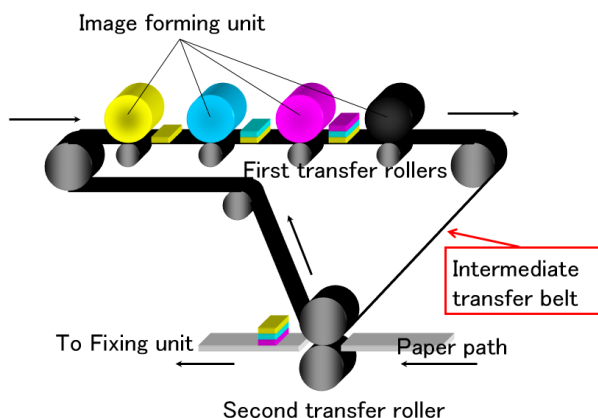 Image forming unit
First transfer rollers
Intermediate
transfer belt
To Fixing unit
Paper path
Second transfer roller